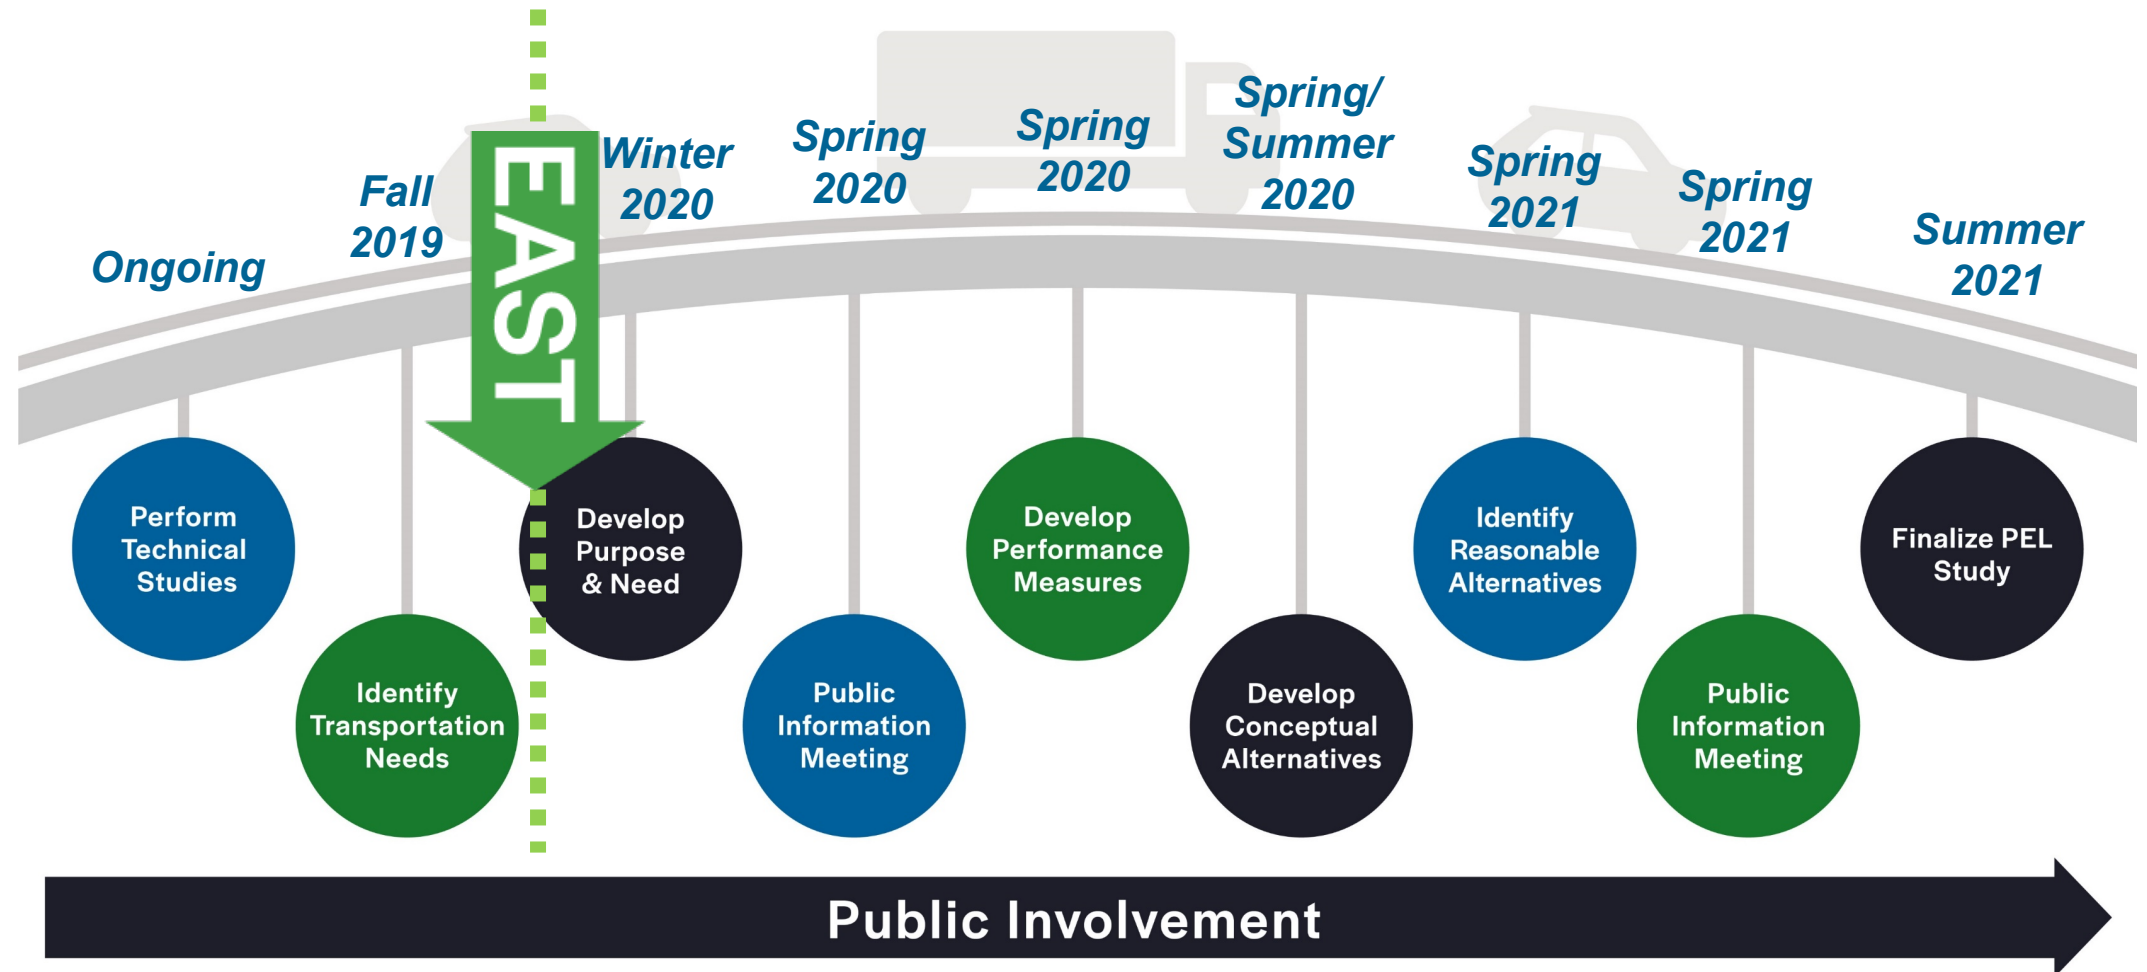 Ongoing
Fall
2019
EAST
Winter
2020
Spring
2020
Spring
2020
Spring/
Summer
2020
Spring
2021
Spring
2021
Summer
2021
Perform
Technical
Studies
Identify
Transportation
Needs
Develop
Purpose
& Need
Public
Information
Meeting
Develop
Performance
Measures
Develop
Conceptual
Alternatives
Identify
Reasonable
Alternatives
Public
Information
Meeting
Finalize PEL
Study
Public Involvement